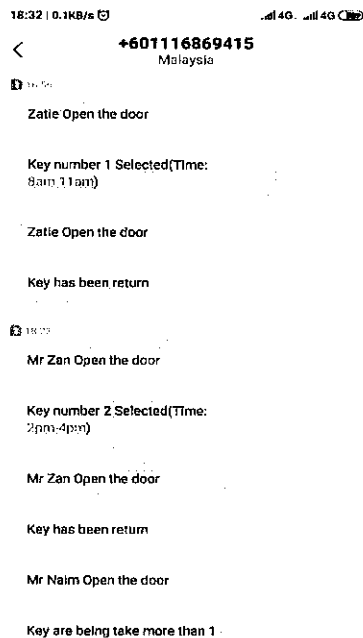 18:32 | 0.1KB/s
4G 4G
+601116869415
Malaysia
Zatie Open the door
Key number 1 Selected(Time:
8am-11am)
Zatie Open the door
Key has been return
Mr Zan Open the door
Key number 2 Selected(Time:
2pm-4pm)
Mr Zan Open the door
Key has been return
Mr Naim Open the door
Key are being take more than 1